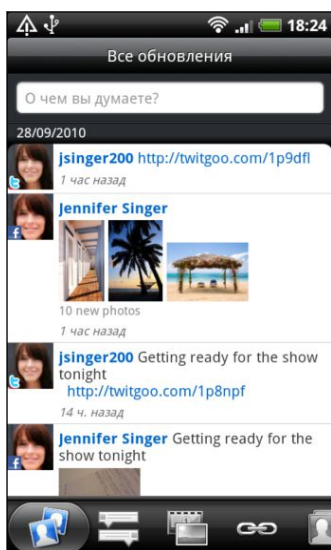 18:24
Все обновления
О чем вы думаете?
28/09/2010
jsinger200 http://twitgoo.com/1p9dfl
1 час назад
Jennifer Singer
10 new photos
1 час назад
jsinger200 Getting ready for the show
tonight
http://twitgoo.com/1p8npf
14 ч. назад
Jennifer Singer Getting ready for the
show tonight